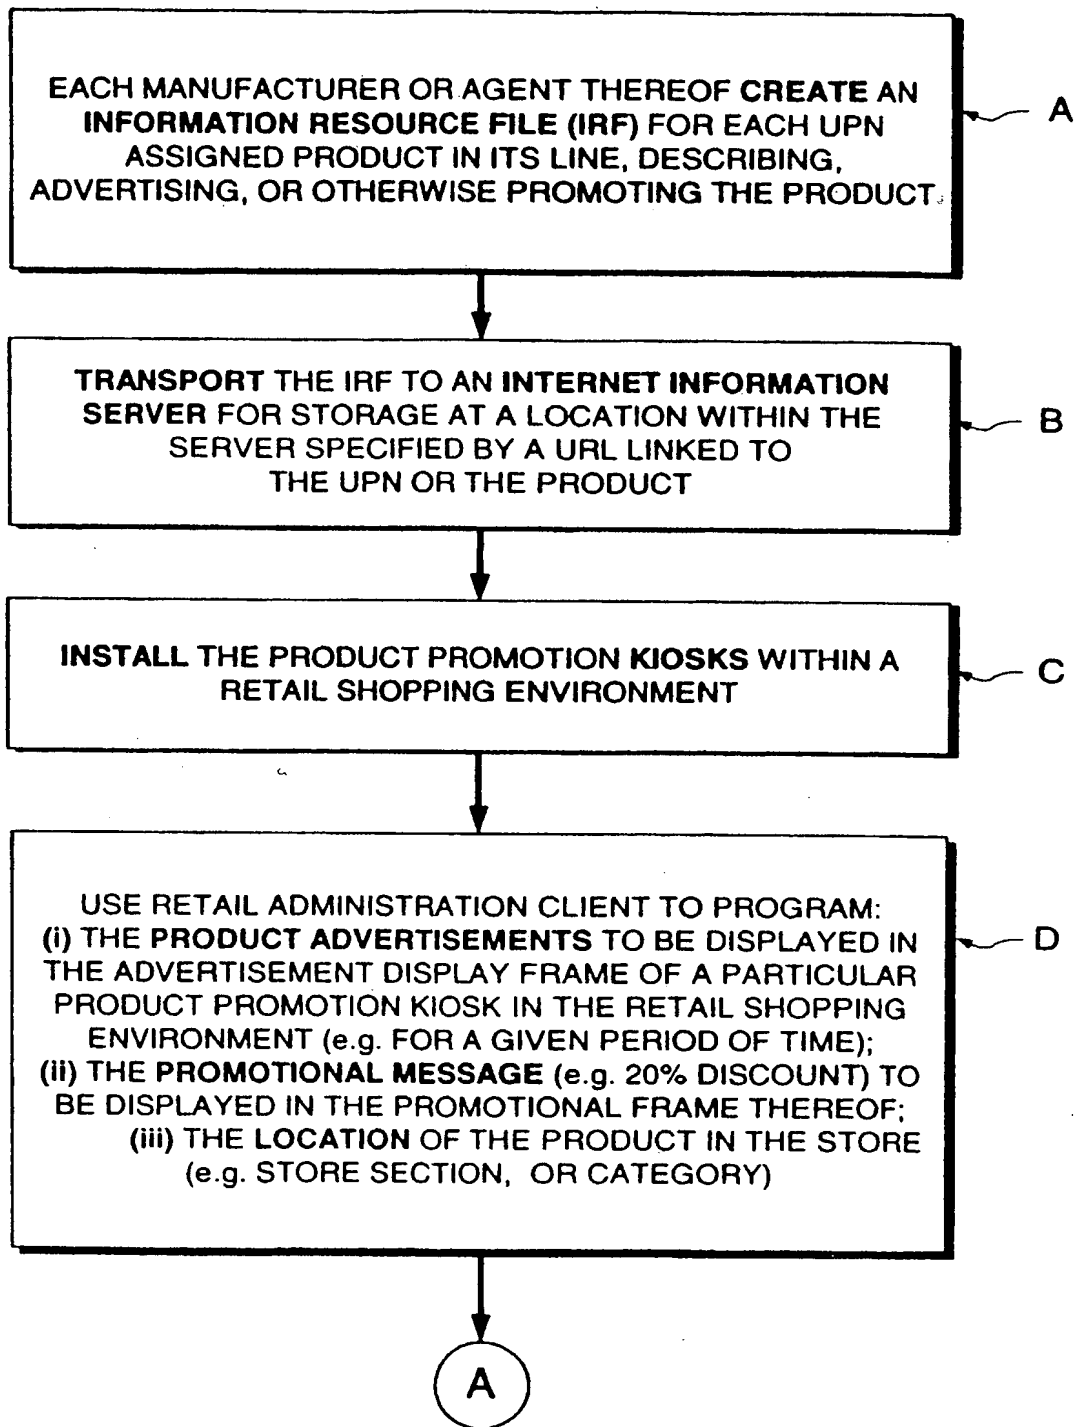 EACH MANUFACTURER OR AGENT THEREOF CREATE AN
INFORMATION RESOURCE FILE (IRF) FOR EACH UPN
ASSIGNED PRODUCT IN ITS LINE, DESCRIBING,
ADVERTISING, OR OTHERWISE PROMOTING THE PRODUCT.
A
TRANSPORT THE IRF TO AN INTERNET INFORMATION
SERVER FOR STORAGE AT A LOCATION WITHIN THE
SERVER SPECIFIED BY A URL LINKED TO
THE UPN OR THE PRODUCT
B
INSTALL THE PRODUCT PROMOTION KIOSKS WITHIN A
RETAIL SHOPPING ENVIRONMENT
C
USE RETAIL ADMINISTRATION CLIENT TO PROGRAM:
(i) THE PRODUCT ADVERTISEMENTS TO BE DISPLAYED IN
THE ADVERTISEMENT DISPLAY FRAME OF A PARTICULAR
PRODUCT PROMOTION KIOSK IN THE RETAIL SHOPPING
ENVIRONMENT (e.g. FOR A GIVEN PERIOD OF TIME);
(ii) THE PROMOTIONAL MESSAGE (e.g. 20% DISCOUNT) TO
BE DISPLAYED IN THE PROMOTIONAL FRAME THEREOF;
(iii) THE LOCATION OF THE PRODUCT IN THE STORE
(e.g. STORE SECTION, OR CATEGORY)
D
A